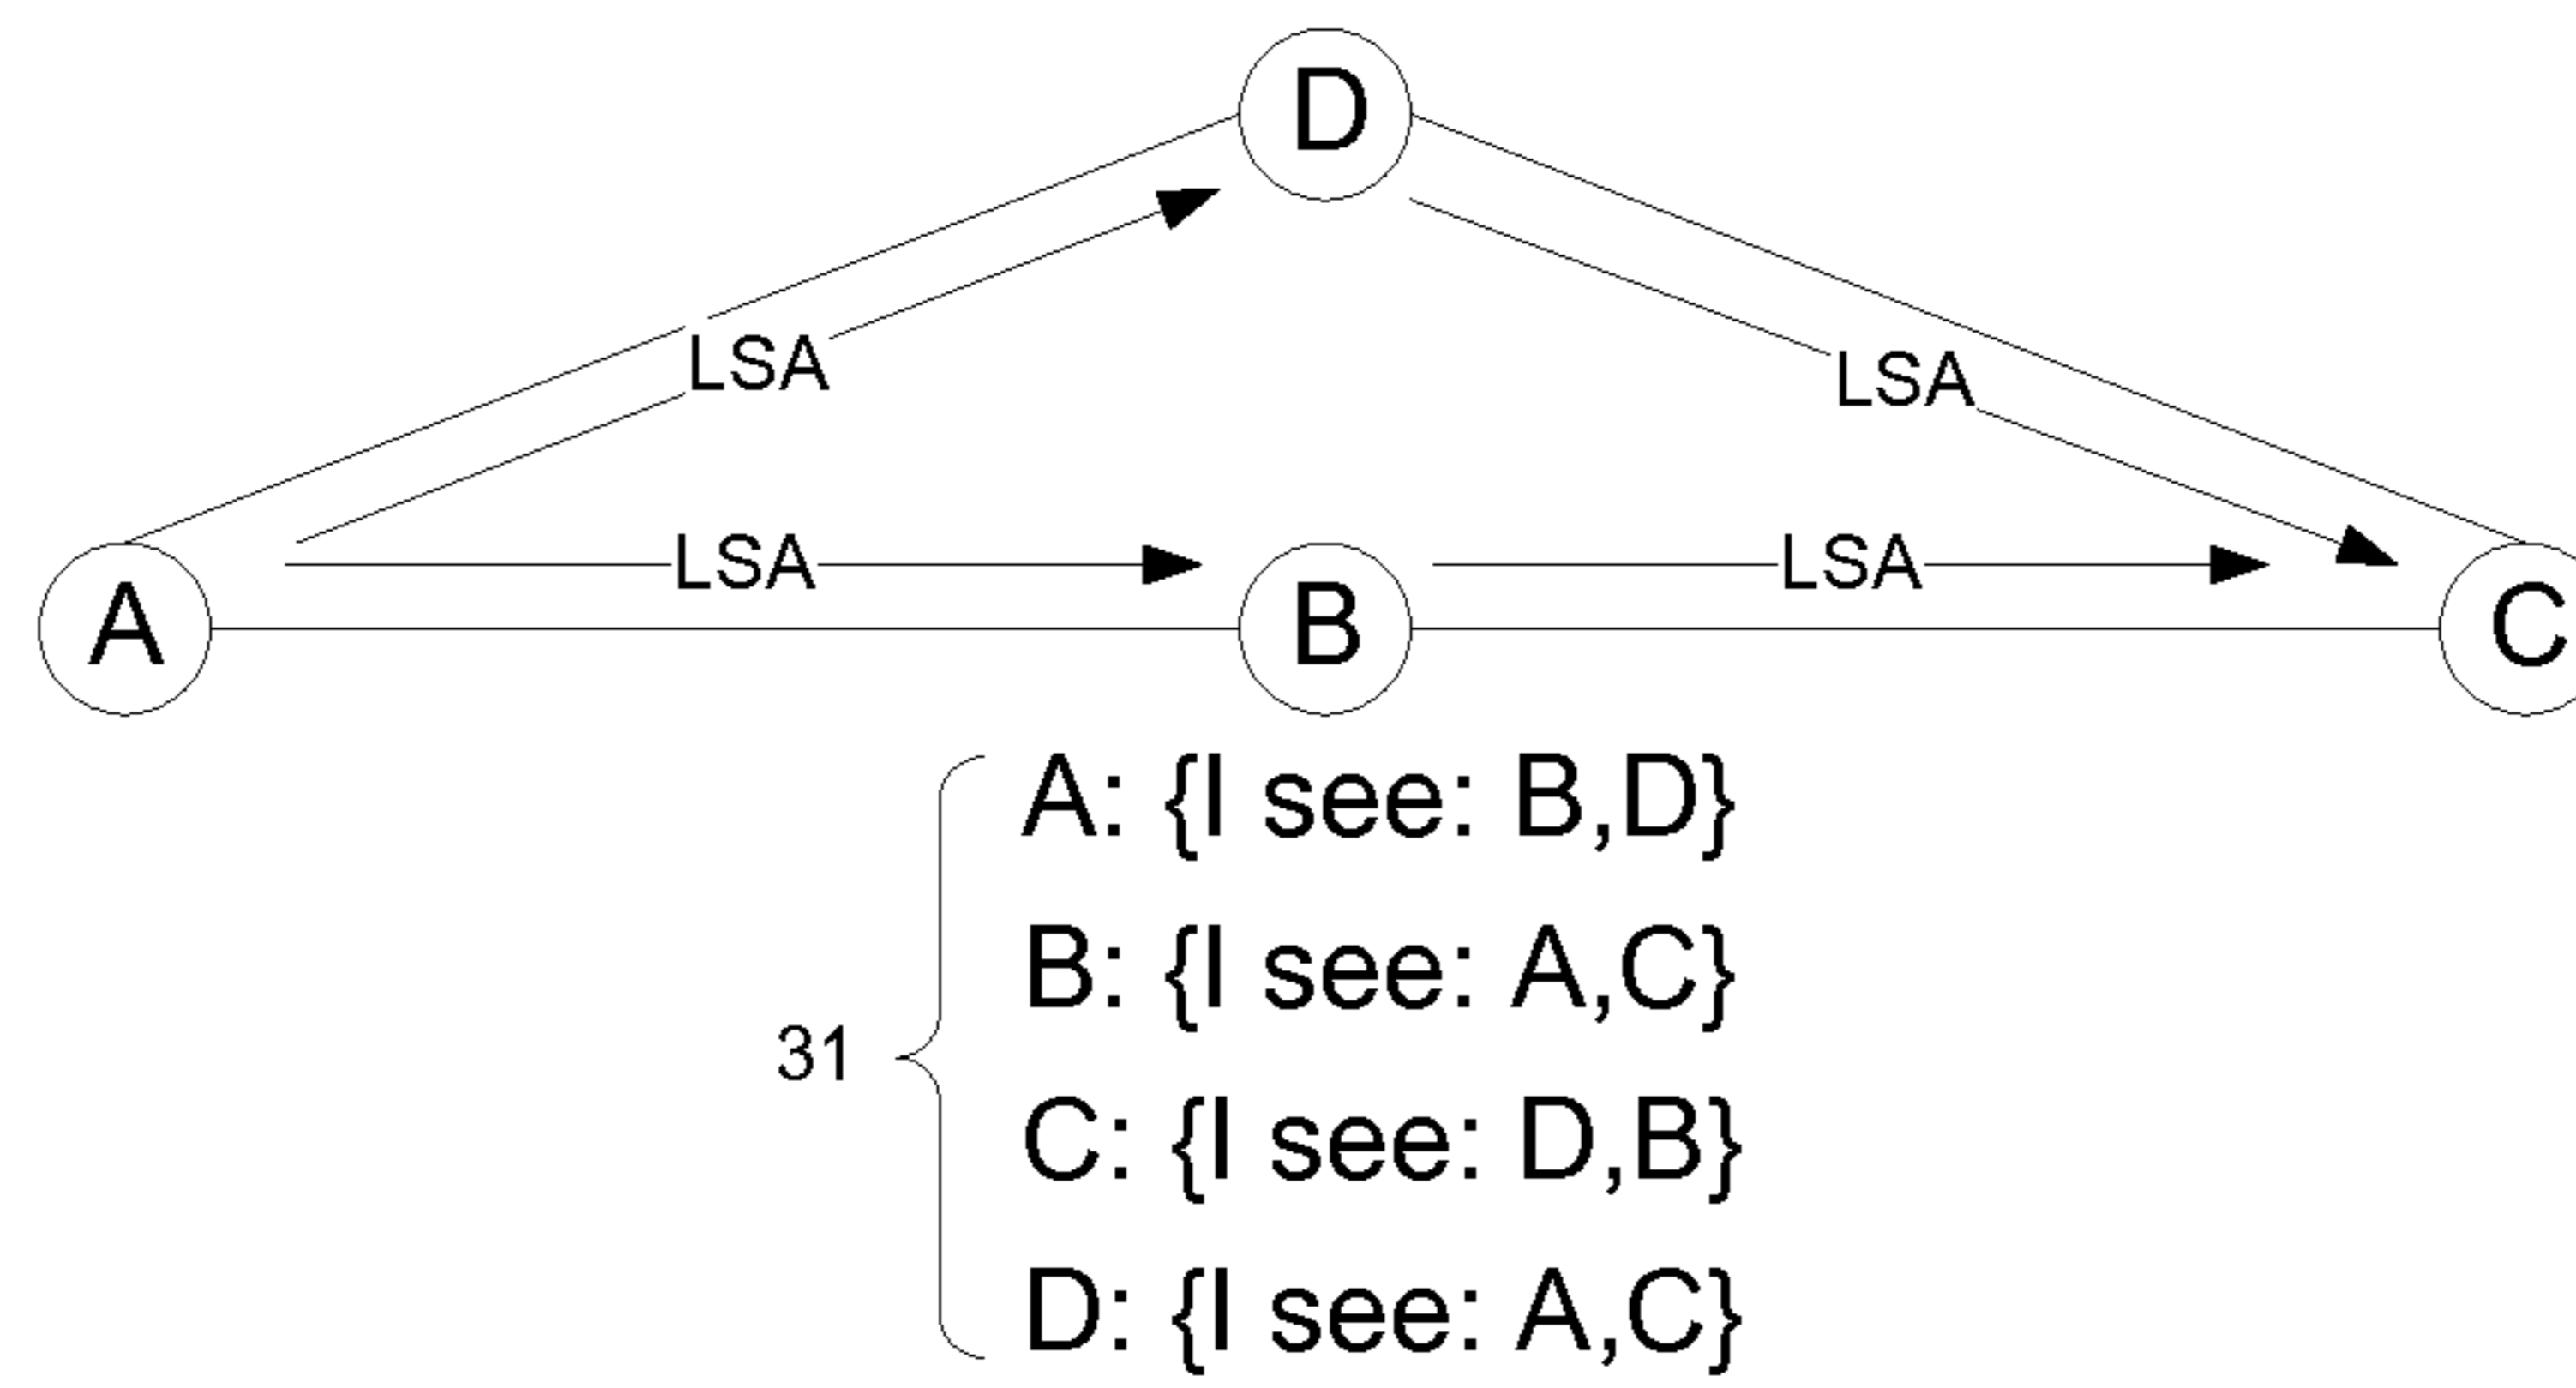 D
LSA
LSA
LSA
LSA
A
B
C
A: {I see: B,D}
B: {I see: A,C}
31
C: {I see: D,B}
D: {I see: A,C}